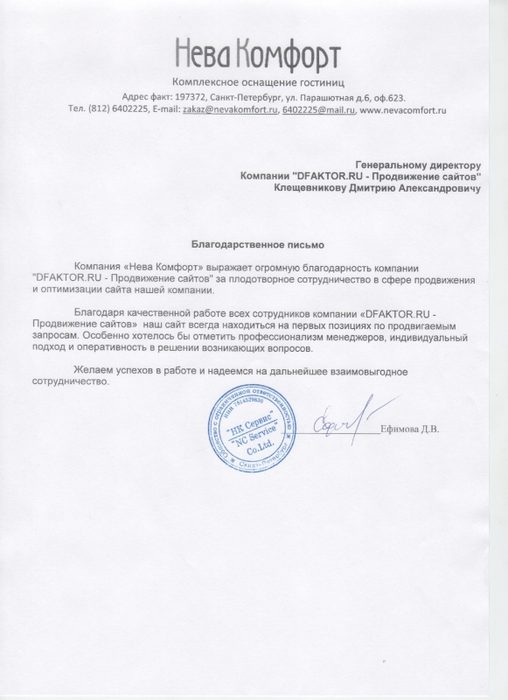 Нева Комфорт
Комплексное оснащение гостиниц
Адрес факт: 197372, Санкт-Петербург, ул. Парашютная д.6, оф.623.
Тел. (812) 6402225, E-mail: zakaz@nevakomfort.ru, 6402225@mail.ru, www.nevacomfort.ru
Генеральному директору
Компании "DFAKTOR.RU - Продвижение сайтов"
Клещевникову Дмитрию Александровичу
Благодарственное письмо
Компания «Нева Комфорт» выражает огромную благодарность компании
"DFAKTOR.RU - Продвижение сайтов" за плодотворное сотрудничество в сфере продвижения
и оптимизации сайта нашей компании.
Благодаря качественной работе всех сотрудников компании «DFAKTOR.RU -
Продвижение сайтов» наш сайт всегда находиться на первых позициях по продвигаемым
запросам. Особенно хотелось бы отметить профессионализм менеджеров, индивидуальный
подход и оперативность в решении возникающих вопросов.
Желаем успехов в работе и надеемся на дальнейшее взаимовыгодное
сотрудничество.
Общество с ограниченной ответственностью
ИНН
"НК Сервис"
"NC Service"
Co.Ltd.
Санкт-Петербург
Ефимова Д.В.